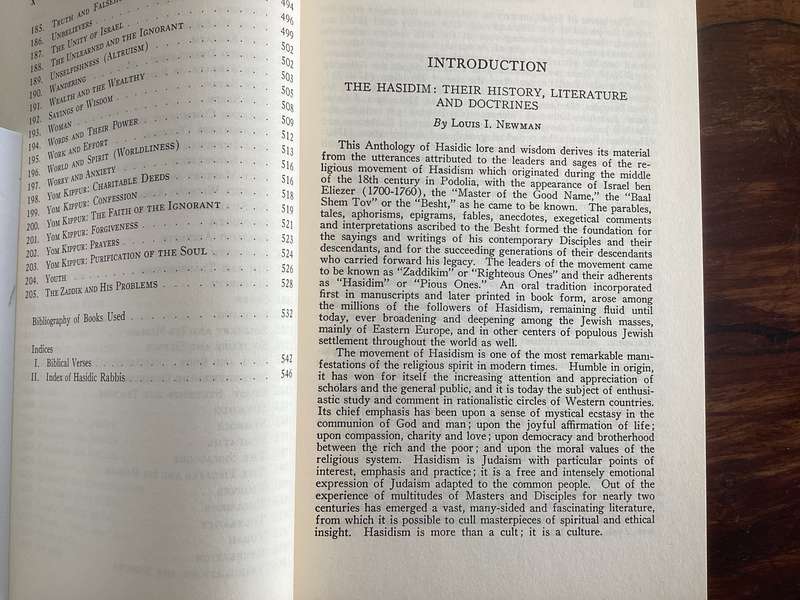 X
185. TRUTH AND FALSEH 494
186. UNBELIEVERS 496
187. THE UNITY OF ISRAEL 499
188. THE UNLEARNED AND THE IGNORANT 502
189. UNSELFISHNESS (ALTRUISM) 502
190. WANDERING 503
191. WEALTH AND THE WEALTHY 505
192. SAYINGS OF WISDOM 508
193. WOMAN 509
194. WORDS AND THEIR POWER 512
195. WORK AND EFFORT 513
196. WORLD AND SPIRIT (WORLDLINESS) 516
197. WORRY AND ANXIETY 516
198. YOM KIPPUR: CHARITABLE DEEDS 518
199. YOM KIPPUR: CONFESSION 519
200. YOM KIPPUR: THE FAITH OF THE IGNORANT 521
201. YOM KIPPUR: FORGIVENESS 523
202. YOM KIPPUR: PRAYERS 524
203. YOM KIPPUR: PURIFICATION OF THE SOUL 526
204. YOUTH 528
205. THE ZADDIK AND HIS PROBLEMS
Bibliography of Books Used 532
Indices
I. Biblical Verses 542
II. Index of Hasidic Rabbis 546
INTRODUCTION
THE HASIDIM: THEIR HISTORY, LITERATURE
AND DOCTRINES
By LOUIS I. NEWMAN
This Anthology of Hasidic lore and wisdom derives its material
from the utterances attributed to the leaders and sages of the re-
ligious movement of Hasidism which originated during the middle
of the 18th century in Podolia, with the appearance of Israel ben
Eliezer (1700-1760), the "Master of the Good Name," the "Baal
Shem Tov" or the "Besht," as he came to be known. The parables,
tales, aphorisms, epigrams, fables, anecdotes, exegetical comments
and interpretations ascribed to the Besht formed the foundation for
the sayings and writings of his contemporary Disciples and their
descendants, and for the succeeding generations of their descendants
who carried forward his legacy. The leaders of the movement came
to be known as "Zaddikim" or "Righteous Ones" and their adherents
as "Hasidim" or "Pious Ones." An oral tradition incorporated
first in manuscripts and later printed in book form, arose among
the millions of the followers of Hasidism, remaining fluid until
today, ever broadening and deepening among the Jewish masses,
mainly of Eastern Europe, and in other centers of populous Jewish
settlement throughout the world as well.
The movement of Hasidism is one of the most remarkable mani-
festations of the religious spirit in modern times. Humble in origin,
it has won for itself the increasing attention and appreciation of
scholars and the general public, and it is today the subject of enthusi-
astic study and comment in rationalistic circles of Western countries.
Its chief emphasis has been upon a sense of mystical ecstasy in the
communion of God and man; upon the joyful affirmation of life;
upon compassion, charity and love; upon democracy and brotherhood
between the rich and the poor; and upon the moral values of the
religious system. Hasidism is Judaism with particular points of
interest, emphasis and practice; it is a free and intensely emotional
expression of Judaism adapted to the common people. Out of the
experience of multitudes of Masters and Disciples for nearly two
centuries has emerged a vast, many-sided and fascinating literature,
from which it is possible to cull masterpieces of spiritual and ethical
insight. Hasidism is more than a cult; it is a culture.